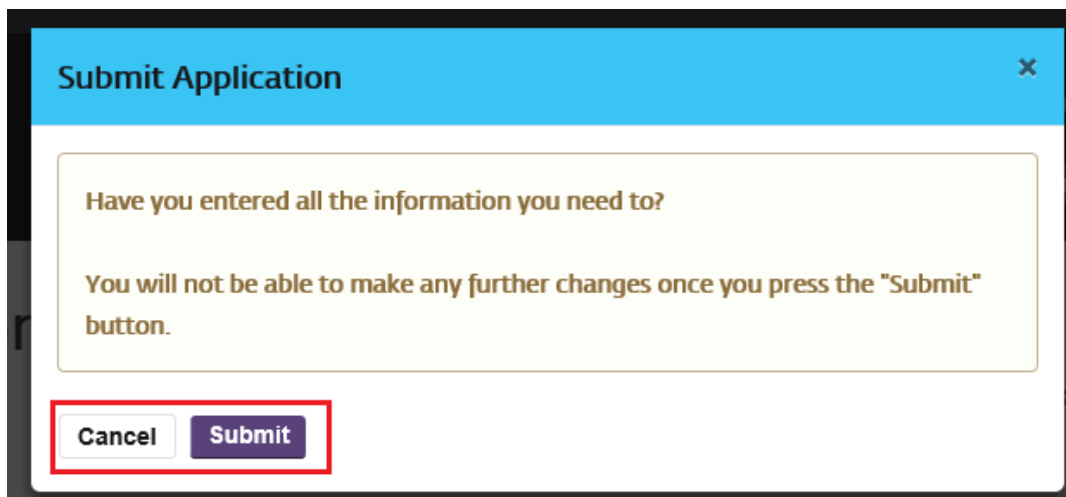 Submit Application
×
Have you entered all the information you need to?
You will not be able to make any further changes once you press the "Submit"
button.
Cancel Submit